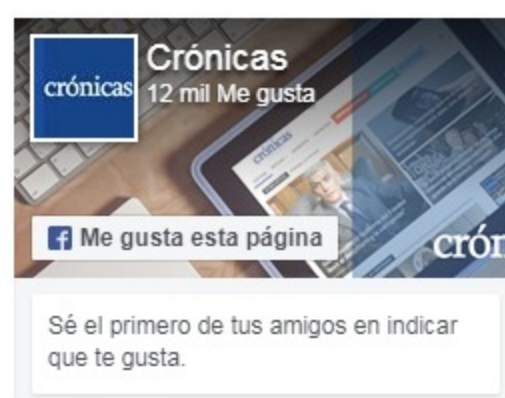 crónicas
Crónicas
12 mil Me gusta
crónicas
Me gusta esta página
crón
Sé el primero de tus amigos en indicar
que te gusta.